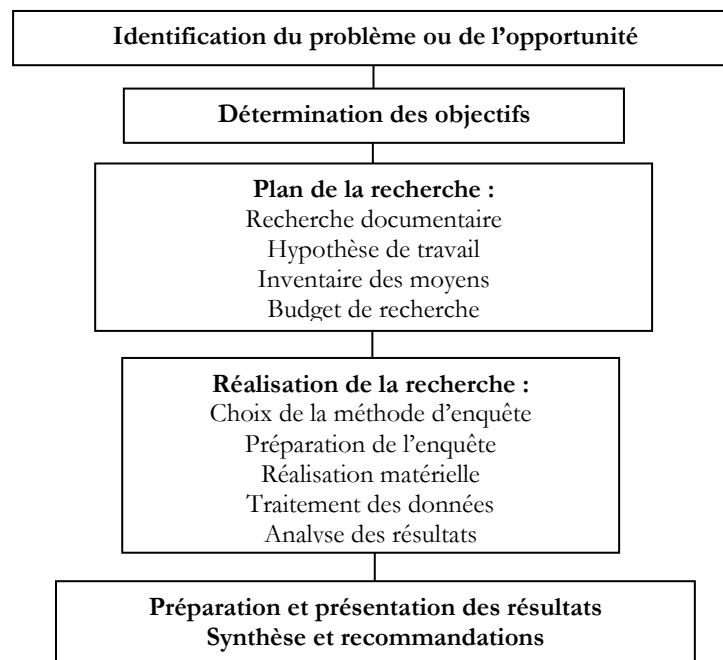 Identification du problème ou de l’opportunité
Détermination des objectifs
Plan de la recherche :
Recherche documentaire
Hypothèse de travail
Inventaire des moyens
Budget de recherche
Réalisation de la recherche :
Choix de la méthode d’enquête
Préparation de l’enquête
Réalisation matérielle
Traitement des données
Analyse des résultats
Préparation et présentation des résultats
Synthèse et recommandations